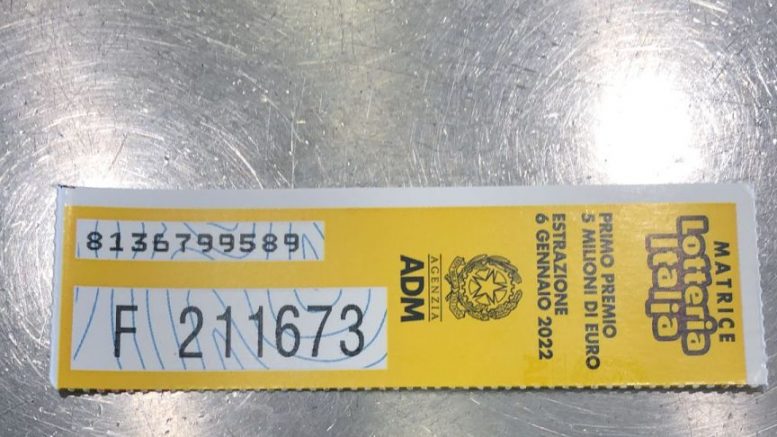 8136799589
F 211673
AGENZIA
ADM
PRIMO PREMIO
5 MILIONI DI EURO
ESTRAZIONE
6 GENNAIO 2022
MATRICE
Lotteria
Italia